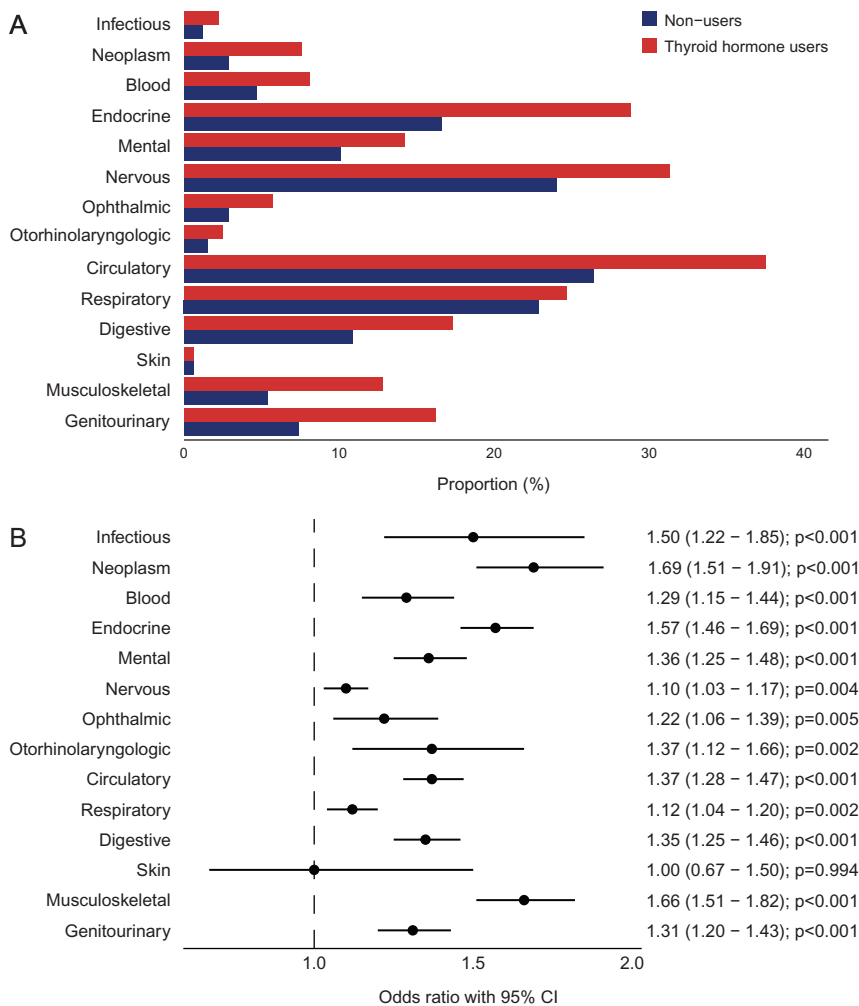 A
Non-users
Thyroid hormone users
Infectious
Neoplasm
Blood
Endocrine
Mental
Nervous
Ophthalmic
Otorhinolaryngologic
Circulatory
Respiratory
Digestive
Skin
Musculoskeletal
Genitourinary
0 10 20 30 40
Proportion (%)
B
Infectious 1.50 (1.22 − 1.85); p<0.001
Neoplasm 1.69 (1.51 − 1.91); p<0.001
Blood 1.29 (1.15 − 1.44); p<0.001
Endocrine 1.57 (1.46 − 1.69); p<0.001
Mental 1.36 (1.25 − 1.48); p<0.001
Nervous 1.10 (1.03 − 1.17); p=0.004
Ophthalmic 1.22 (1.06 − 1.39); p=0.005
Otorhinolaryngologic 1.37 (1.12 − 1.66); p=0.002
Circulatory 1.37 (1.28 − 1.47); p<0.001
Respiratory 1.12 (1.04 − 1.20); p=0.002
Digestive 1.35 (1.25 − 1.46); p<0.001
Skin 1.00 (0.67 − 1.50); p=0.994
Musculoskeletal 1.66 (1.51 − 1.82); p<0.001
Genitourinary 1.31 (1.20 − 1.43); p<0.001
1.0 1.5 2.0
Odds ratio with 95% CI